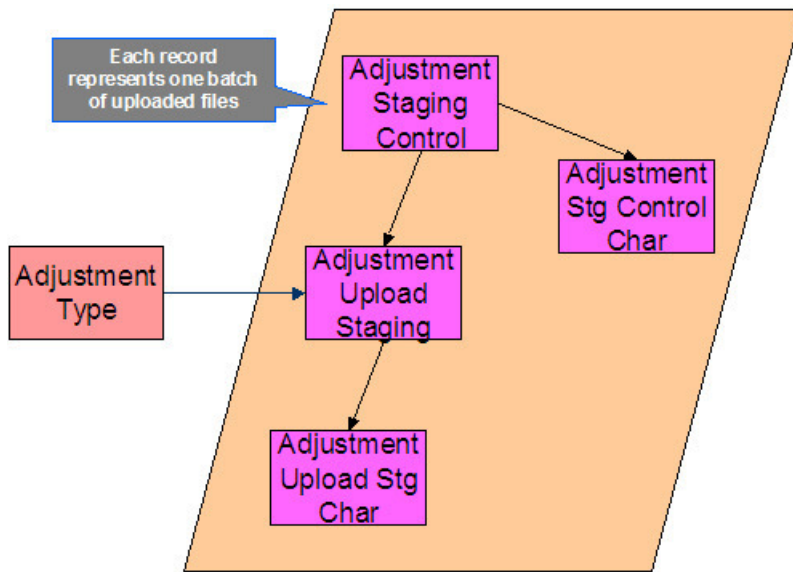 Each record
represents one batch
of uploaded files
Adjustment
Staging
Control
Adjustment
Stg Control
Char
Adjustment
Type
Adjustment
Upload
Staging
Adjustment
Upload Stg
Char